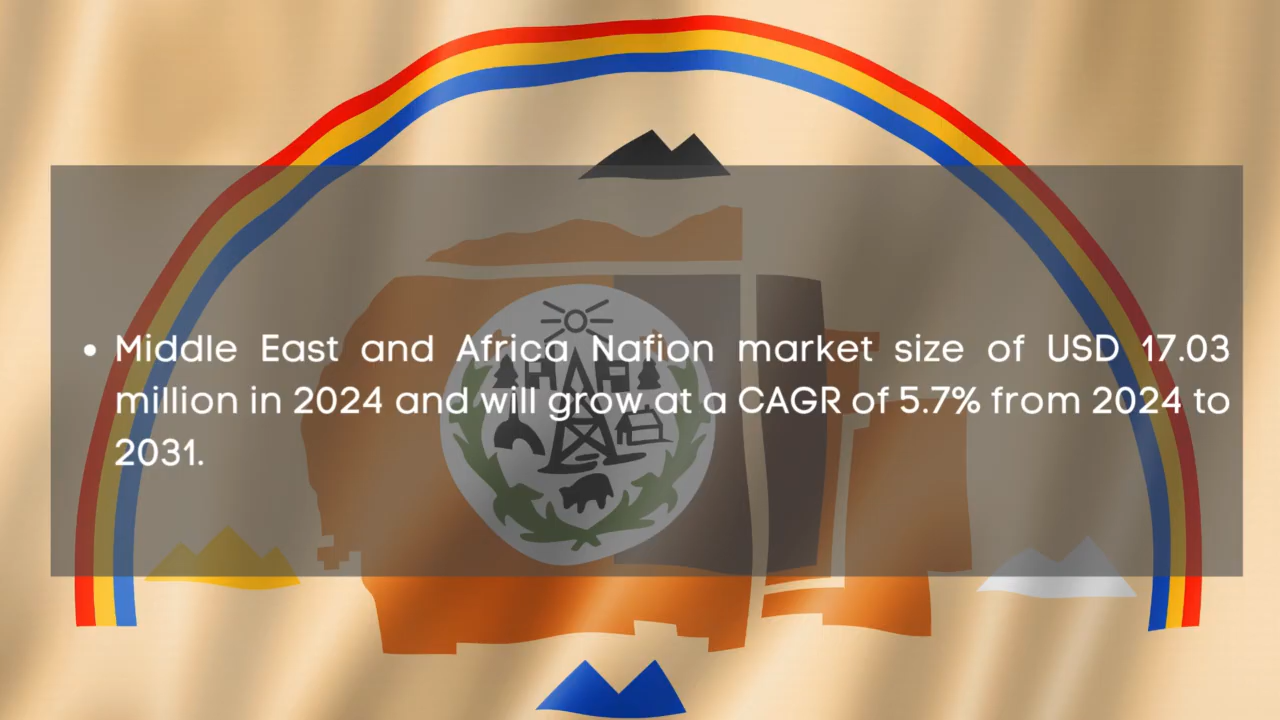 • Middle East and Africa Nafion market size of USD 17.03
million in 2024 and will grow at a CAGR of 5.7% from 2024 to
2031.